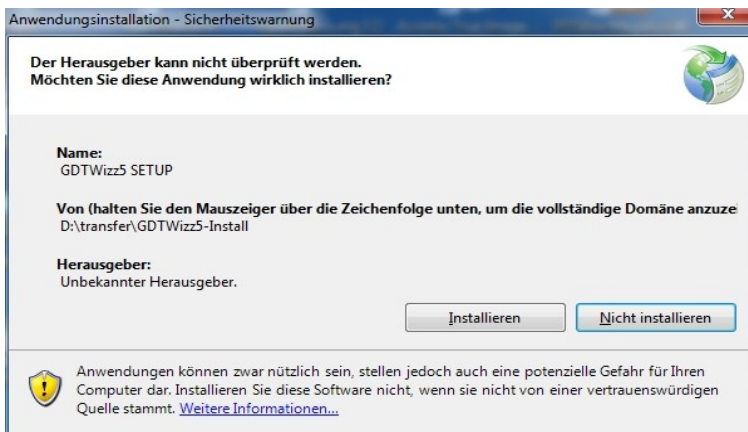 Anwendungsinstallation - Sicherheitswarnung
Der Herausgeber kann nicht überprüft werden.
Möchten Sie diese Anwendung wirklich installieren?
Name:
GDTWizz5 SETUP
Von (halten Sie den Mauszeiger über die Zeichenfolge unten, um die vollständige Domäne anzuzei
D:\transfer\GDTWizz5-Install
Herausgeber:
Unbekannter Herausgeber.
Installieren Nicht installieren
Anwendungen können zwar nützlich sein, stellen jedoch auch eine potenzielle Gefahr für Ihren
Computer dar. Installieren Sie diese Software nicht, wenn sie nicht von einer vertrauenswürdigen
Quelle stammt. Weitere Informationen...